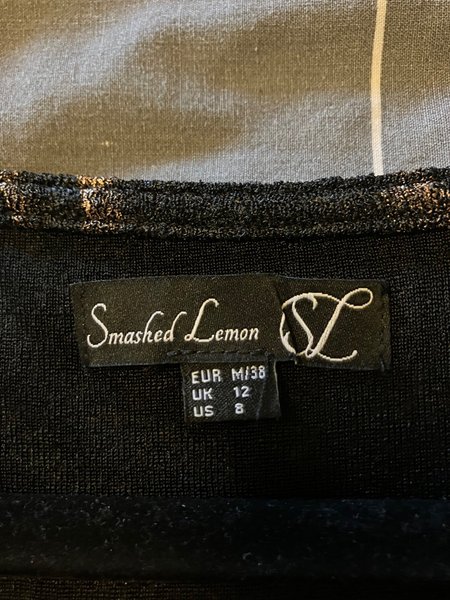 Smashed Lemon SL
EUR M/38
UK 12
US 8